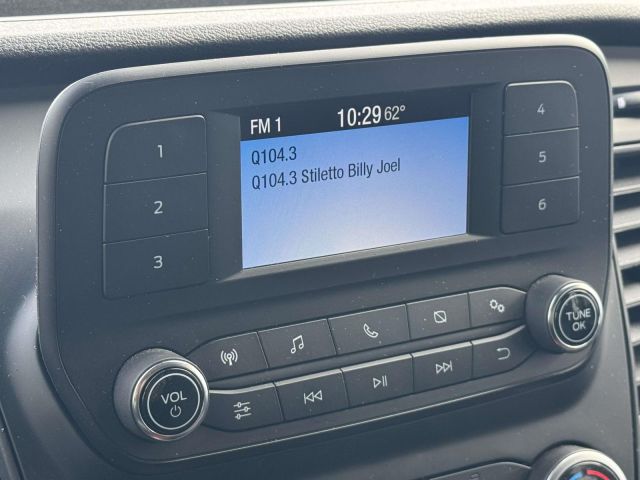 FM 1 10:29 62°
Q104.3
Q104.3 Stiletto Billy Joel
1
2
3
4
5
6
VOL
TUNE
OK